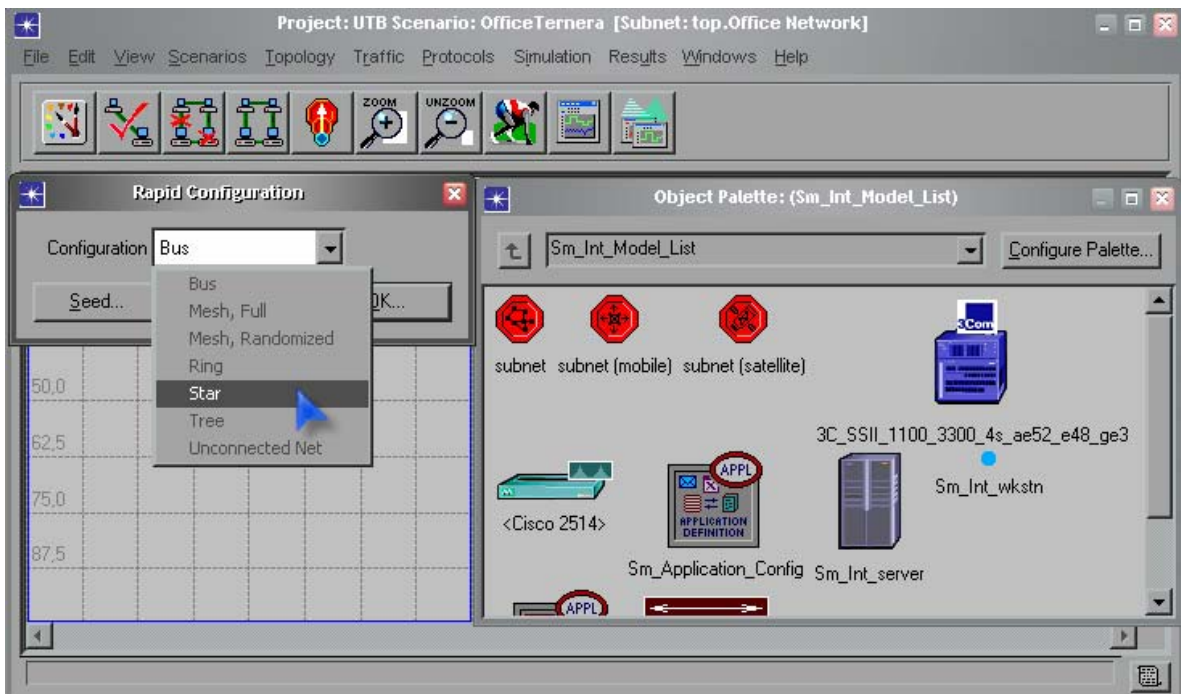 Project: UTB Scenario: OfficeTernera [Subnet: top.Office Network]
File Edit View Scenarios Topology Traffic Protocols Simulation Results Windows Help
ZOOM UNZOOM
Rapid Configuration
Configuration Bus
Seed... OK...
Bus
Mesh, Full
Mesh, Randomized
Ring
Star
Tree
Unconnected Net
50,0
62,5
75,0
87,5
Object Palette: (Sm_Int_Model_List)
Sm_Int_Model_List Configure Palette...
3Com
subnet subnet (mobile) subnet (satellite)
3C_SSII_1100_3300_4s_ae52_e48_ge3
APPL
Sm_Int_wkstn
APPLICATION
DEFINITION
<Cisco 2514>
Sm_Application_Config Sm_Int_server
APPL